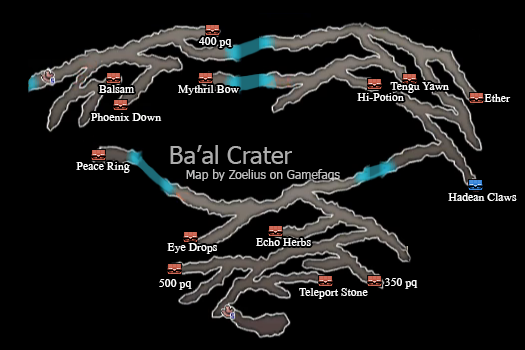 400 pq
Balsam
Mythril Bow
Tengu Yawn
Hi-Potion
Ether
Phoenix Down
Ba'al Crater
Peace Ring
Map by Zoelius on Gamefaqs
Hadean Claws
Eye Drops
Echo Herbs
500 pq
Teleport Stone
350 pq